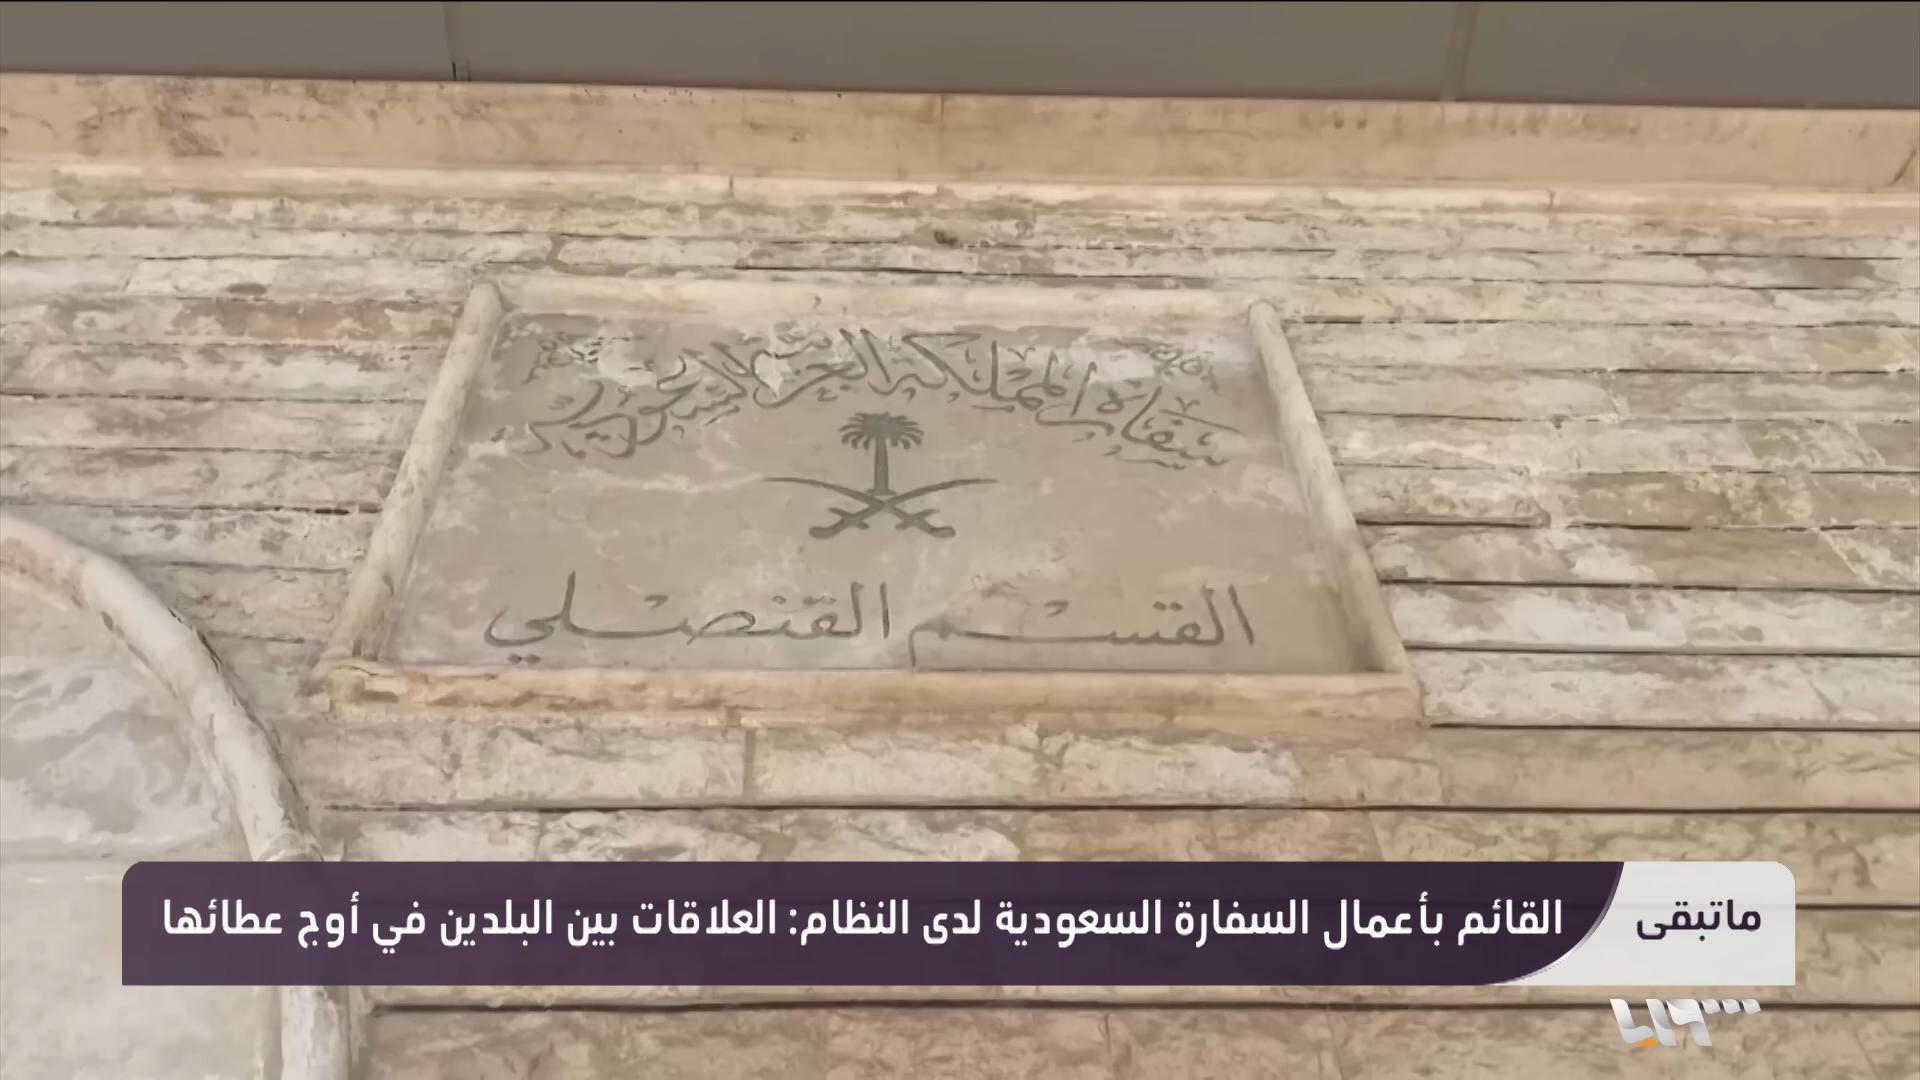 سفارة المملكة العربية السعودية
القسم القنصلي
ماتبقى
القائم بأعمال السفارة السعودية لدى النظام: العلاقات بين البلدين في أوج عطائها
سوريا